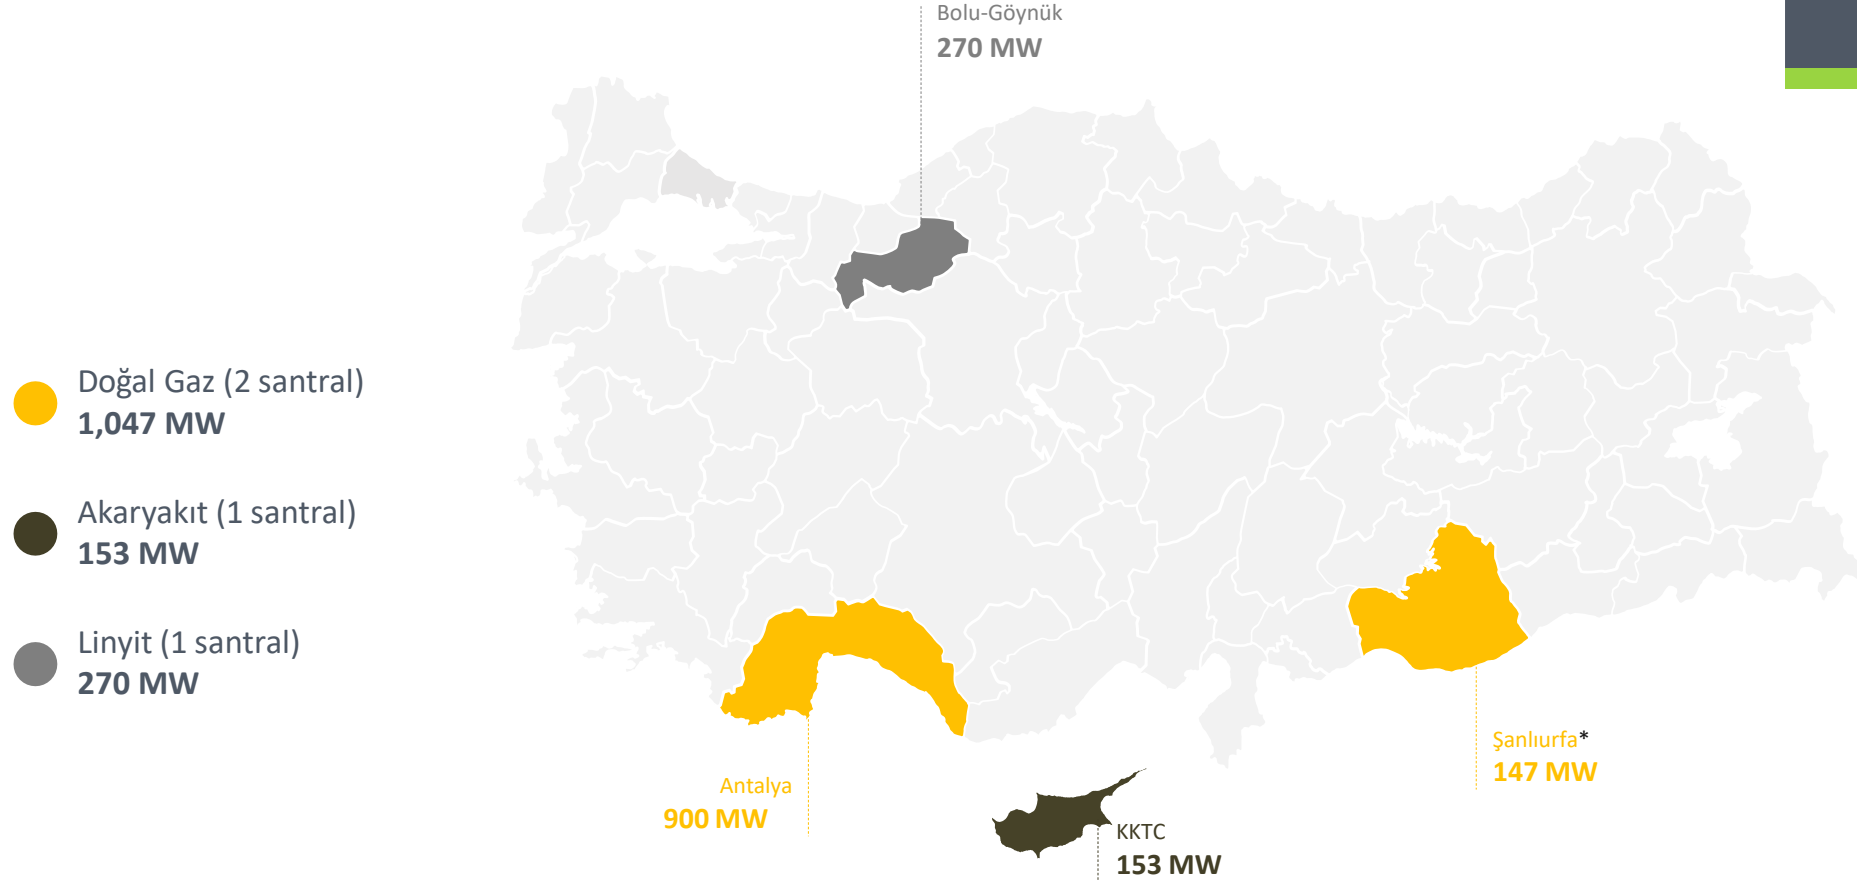 Bolu-Göynük
270 MW
Doğal Gaz (2 santral)
1,047 MW
Akaryakıt (1 santral)
153 MW
Linyit (1 santral)
270 MW
Antalya
900 MW
Şanlıurfa*
147 MW
KKTC
153 MW